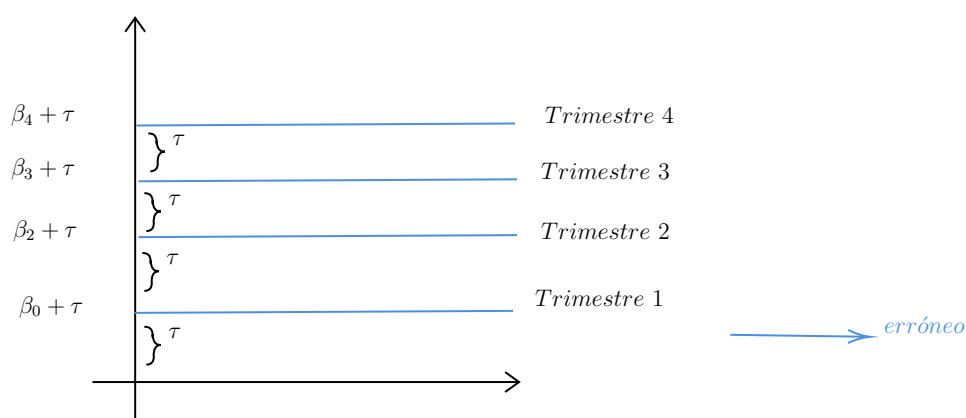 β₄ + τ
Trimestre 4
τ
β₃ + τ
Trimestre 3
τ
β₂ + τ
Trimestre 2
τ
β₀ + τ
Trimestre 1
τ
erróneo